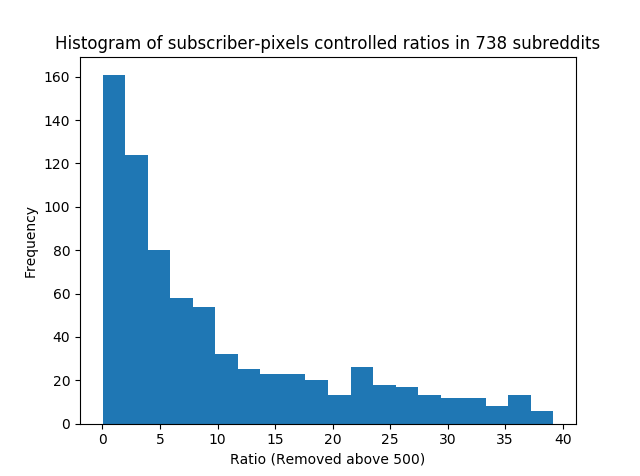 Histogram of subscriber-pixels controlled ratios in 738 subreddits
160
140
120
100
80
60
40
20
0
Frequency
0 5 10 15 20 25 30 35 40
Ratio (Removed above 500)